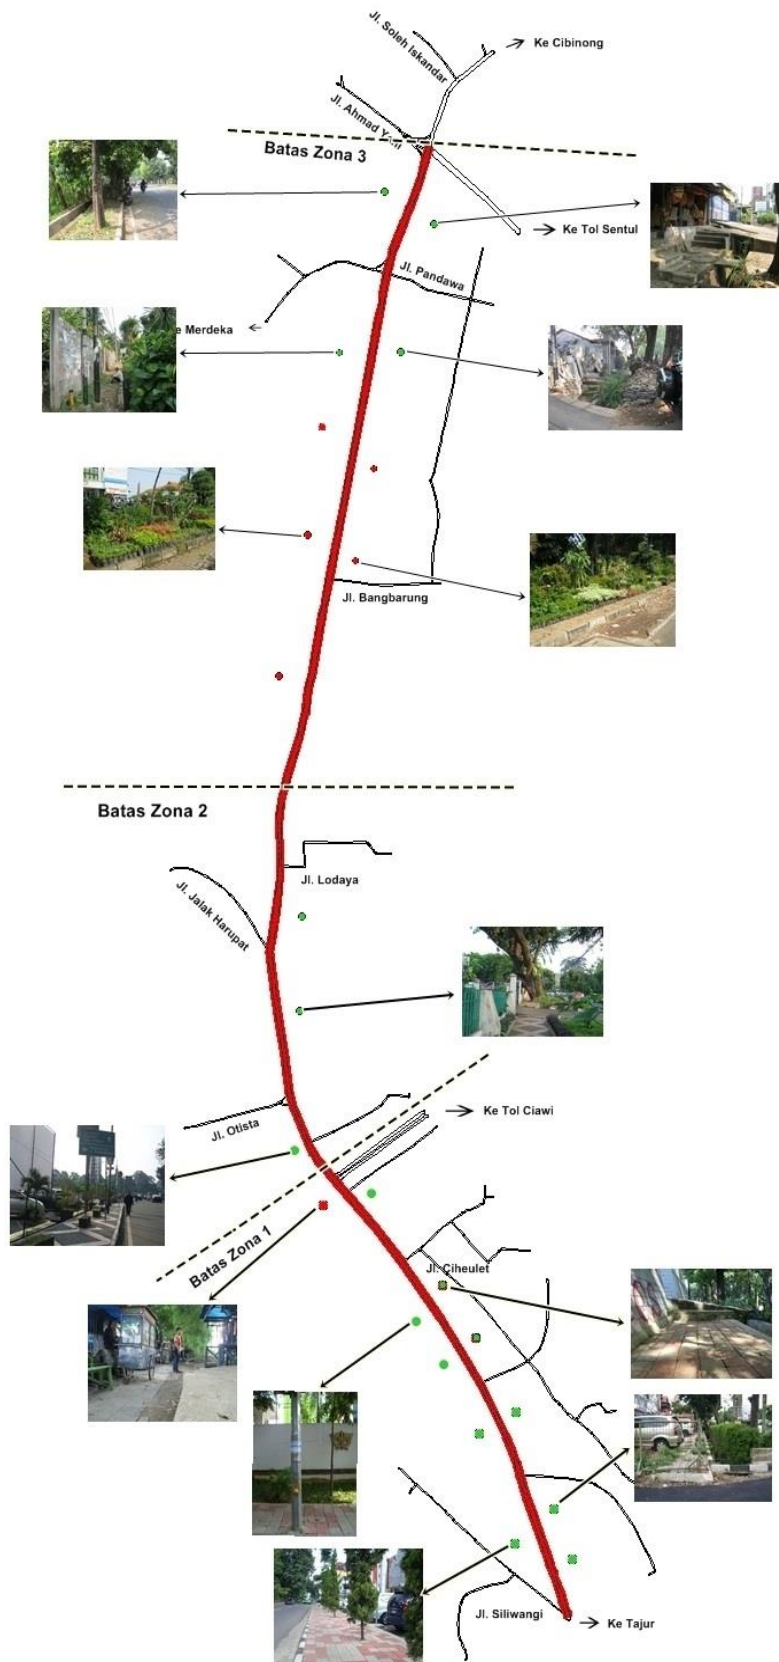 Jl. Soleh Iskandar
Ke Cibinong
Jl. Ahmad Yani
Batas Zona 3
Ke Tol Sentul
Jl. Pandawa
e Merdeka
Jl. Bangbarung
Batas Zona 2
Jl. Lodaya
Jl. Jalak Harupat
Ke Tol Ciawi
Jl. Otista
Batas Zona 1
Jl. Ciheulet
Jl. Siliwangi
Ke Tajur